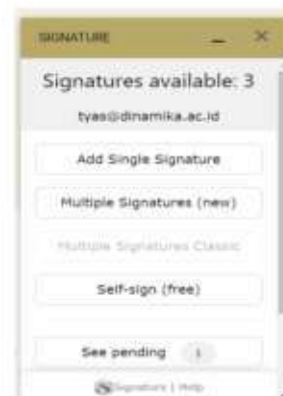 SIGNATURE
Signatures available: 3
tyas@dinamika.ac.id
Add Single Signature
Multiple Signatures (new)
Multiple Signatures Classic
Self-sign (free)
See pending 1
Signature | Help